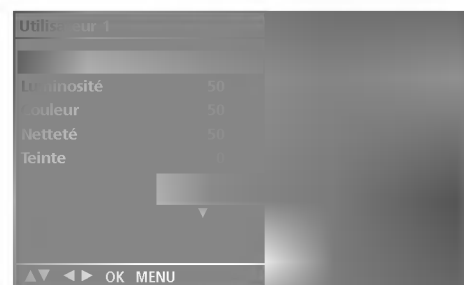 Utilisateur 1
Luminosité 50
Couleur 50
Netteté 50
Teinte 0
▼
▲▼ ◄► OK MENU